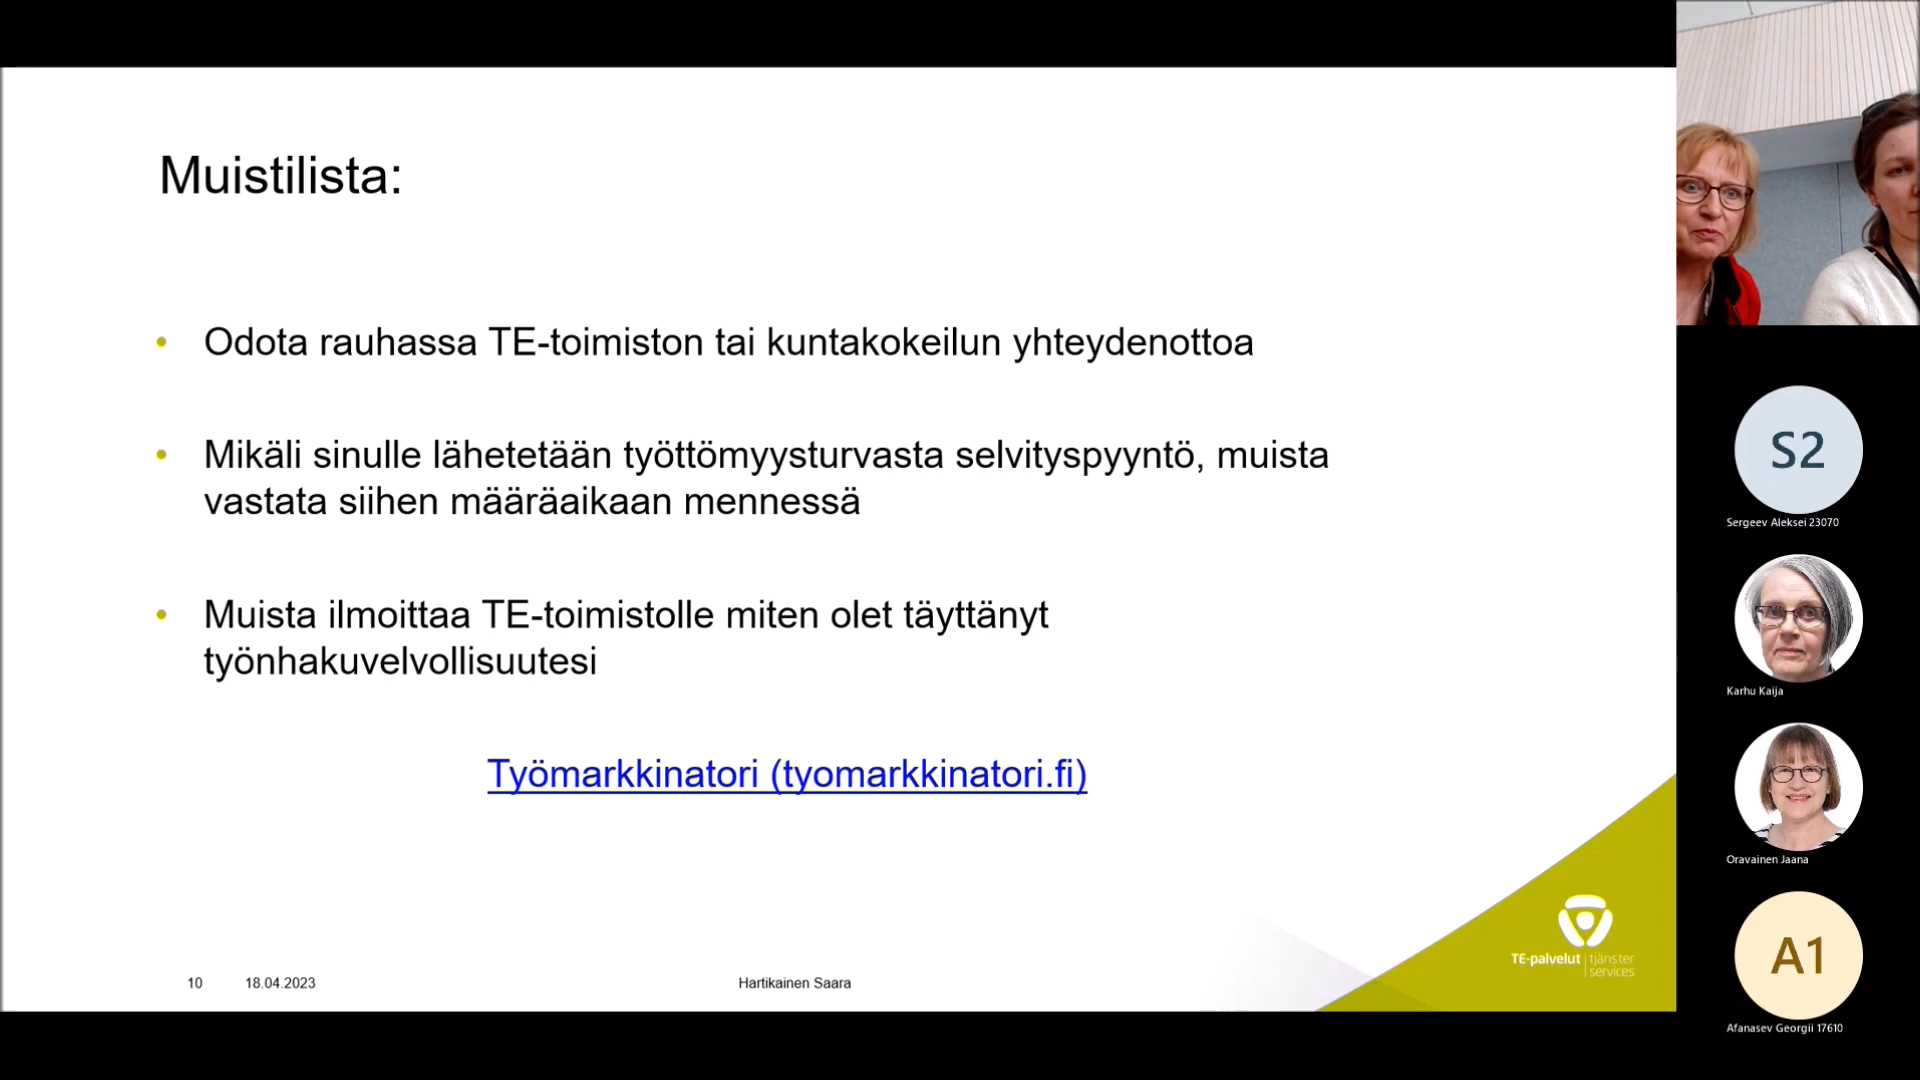 Muistilista:
• Odota rauhassa TE-toimiston tai kuntakokeilun yhteydenottoa
• Mikäli sinulle lähetetään työttömyysturvasta selvityspyyntö, muista
vastata siihen määräaikaan mennessä
• Muista ilmoittaa TE-toimistolle miten olet täyttänyt
työnhakuvelvollisuutesi
Työmarkkinatori (tyomarkkinatori.fi)
TE-palvelut tjänster
services
10 18.04.2023 Hartikainen Saara
S2
Sergeev Aleksei 23070
Karhu Kaija
Oravainen Jaana
A1
Afanasev Georgii 17610